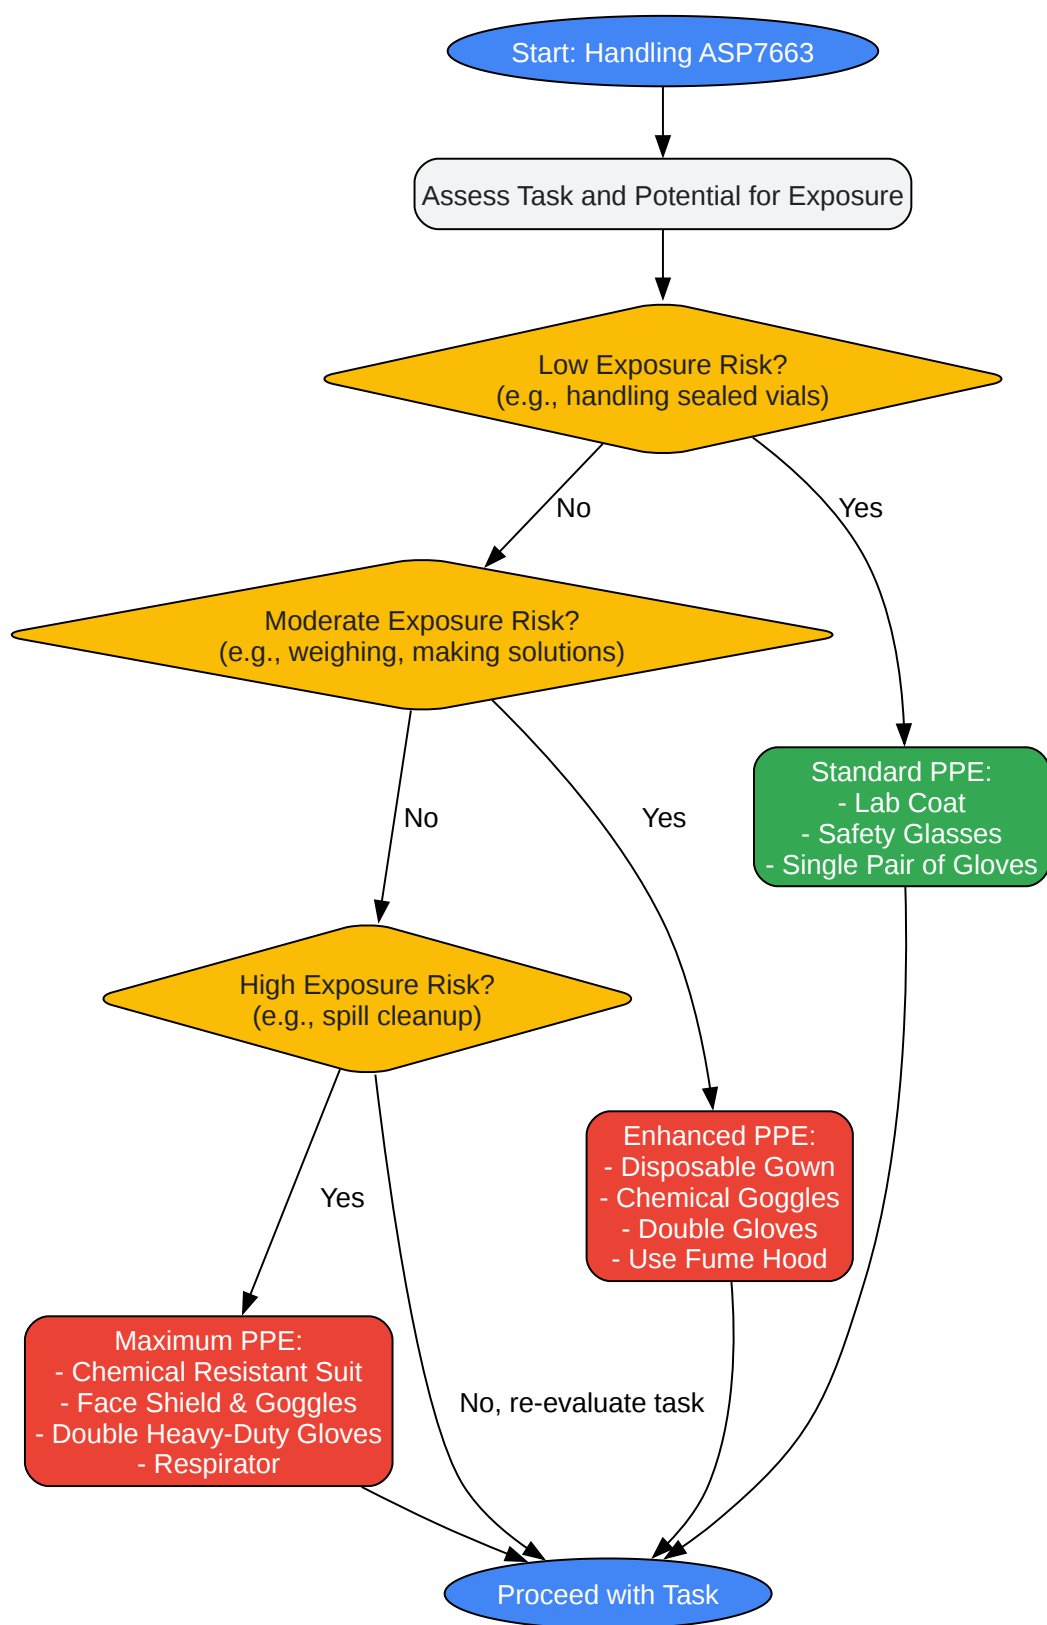 Start: Handling ASP7663
Assess Task and Potential for Exposure
Low Exposure Risk?
(e.g., handling sealed vials)
No
Yes
Moderate Exposure Risk?
(e.g., weighing, making solutions)
Standard PPE:
- Lab Coat
- Safety Glasses
- Single Pair of Gloves
No
Yes
High Exposure Risk?
(e.g., spill cleanup)
Enhanced PPE:
- Disposable Gown
- Chemical Goggles
- Double Gloves
- Use Fume Hood
Yes
Maximum PPE:
- Chemical Resistant Suit
- Face Shield & Goggles
- Double Heavy-Duty Gloves
- Respirator
No, re-evaluate task
Proceed with Task